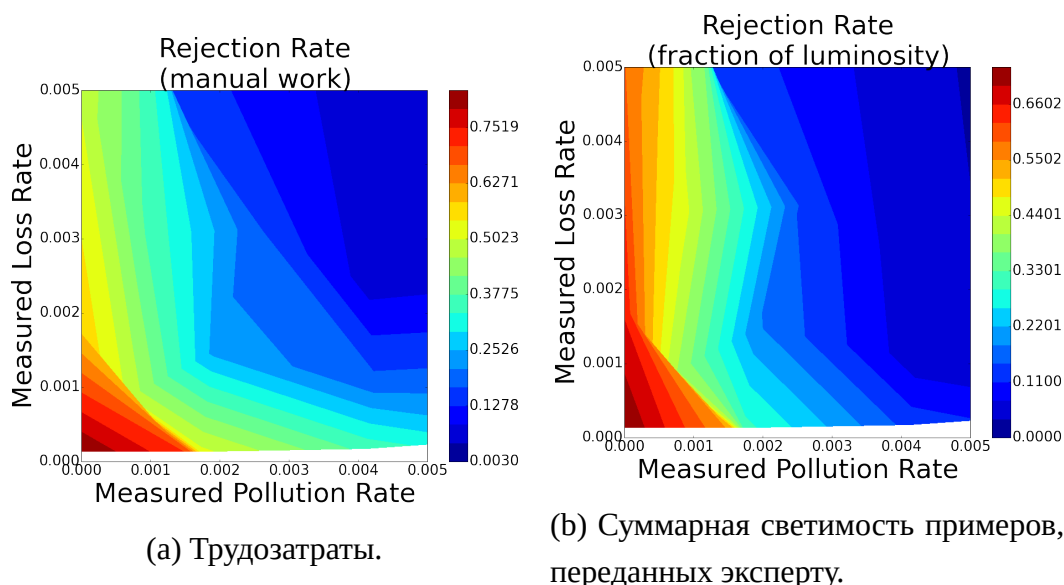 Rejection Rate
(manual work)
0.005
0.004
0.003
0.002
0.001
0.000
Measured Loss Rate
0.000 0.001 0.002 0.003 0.004 0.005
Measured Pollution Rate
0.7519
0.6271
0.5023
0.3775
0.2526
0.1278
0.0030
(a) Трудозатраты.
Rejection Rate
(fraction of luminosity)
0.005
0.004
0.003
0.002
0.001
0.000
Measured Loss Rate
0.000 0.001 0.002 0.003 0.004 0.005
Measured Pollution Rate
0.6602
0.5502
0.4401
0.3301
0.2201
0.1100
0.0000
(b) Суммарная светимость примеров,
переданных эксперту.